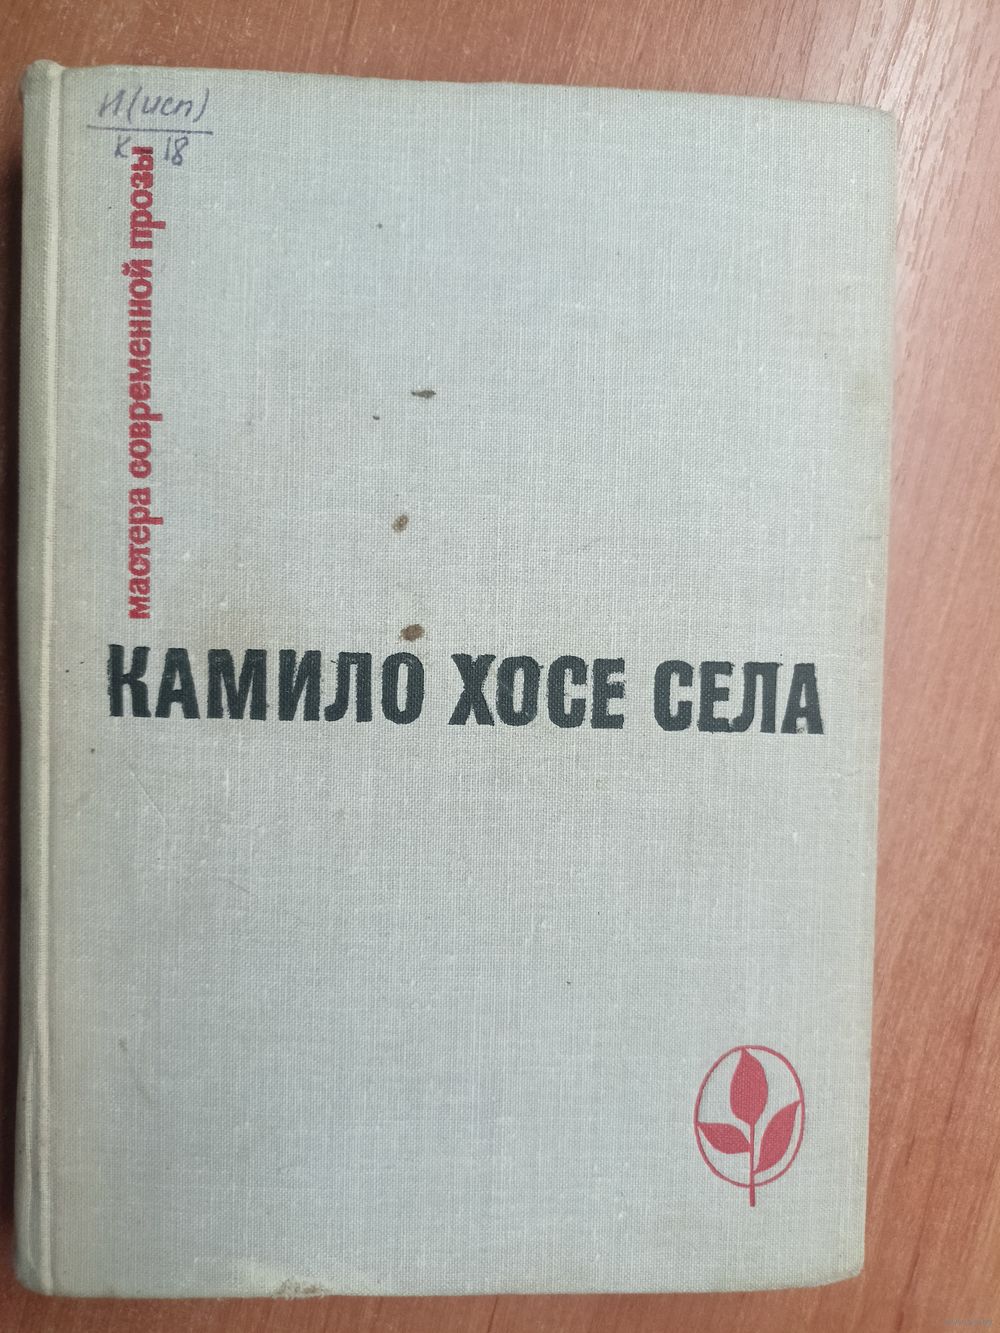 И(исп)
К 18
мастера современной прозы
КАМИЛО ХОСЕ СЕЛА